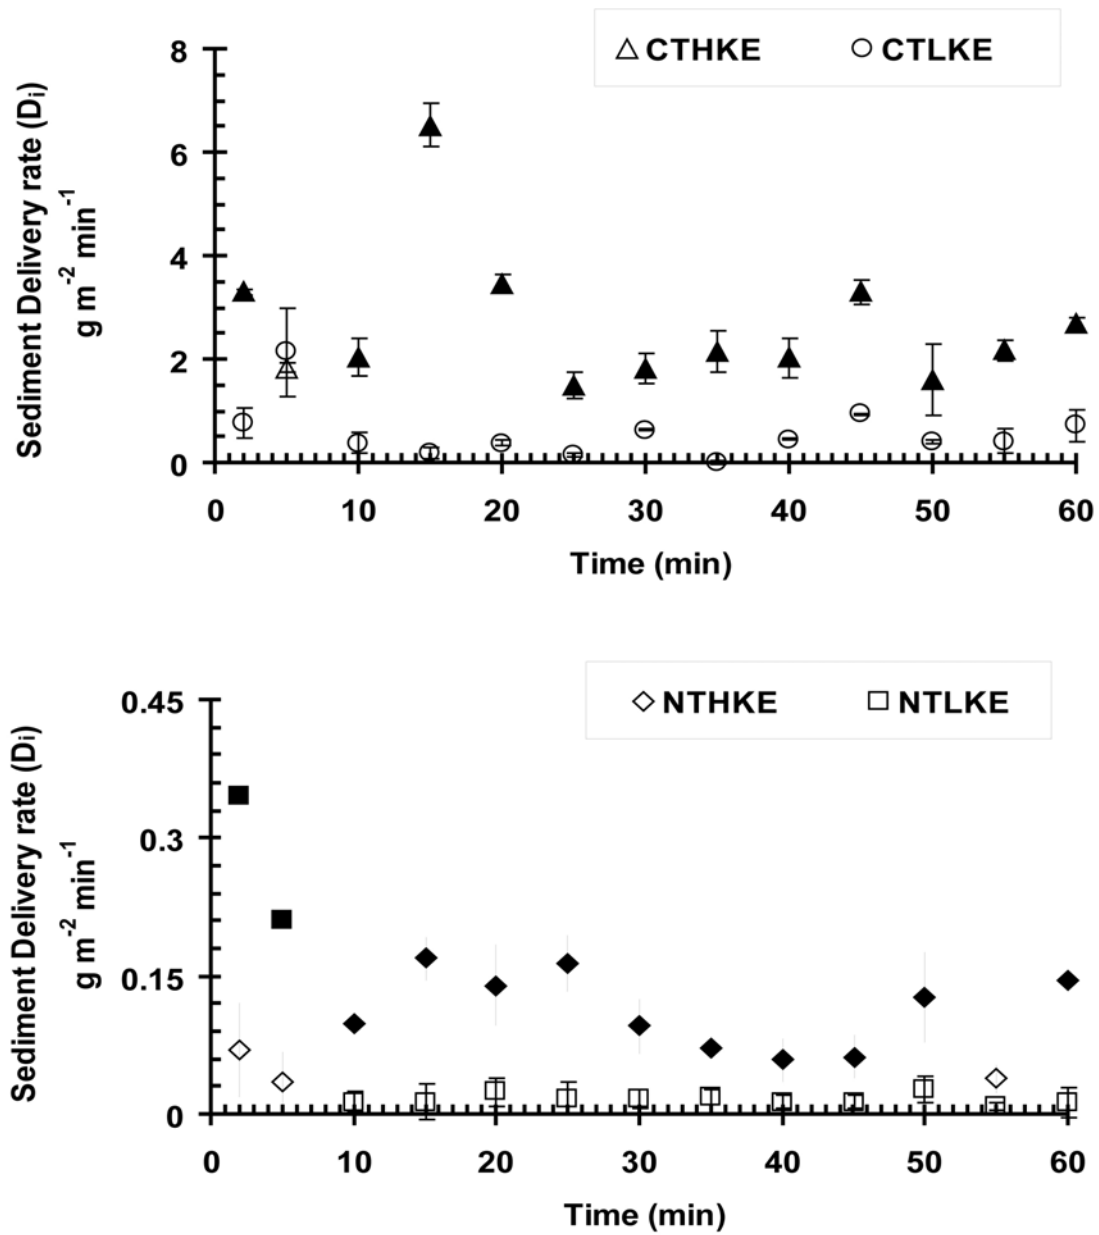 CTHKE CTLKE
8
6
4
2
0
Sediment Delivery rate (Di)
g m-2 min-1
0 10 20 30 40 50 60
Time (min)
NTHKE NTLKE
0.45
0.3
0.15
0
Sediment Delivery rate (Di)
g m-2 min-1
0 10 20 30 40 50 60
Time (min)